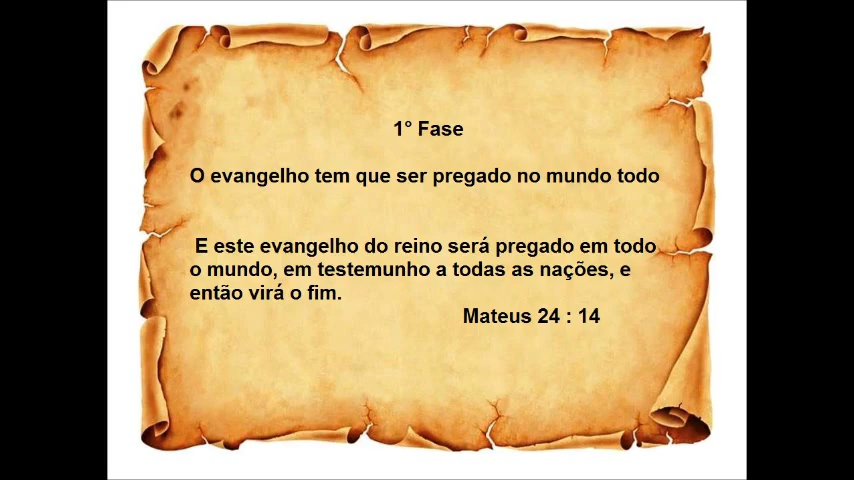 1° Fase
O evangelho tem que ser pregado no mundo todo
E este evangelho do reino será pregado em todo
o mundo, em testemunho a todas as nações, e
então virá o fim.
Mateus 24 : 14